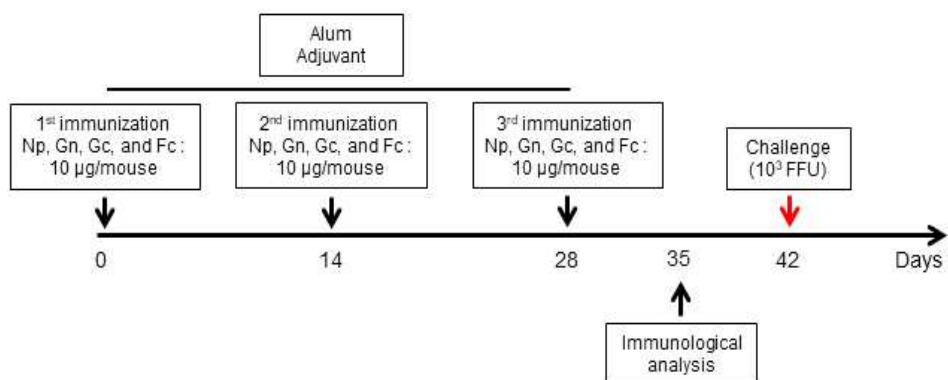 Alum
Adjuvant
1st immunization
Np, Gn, Gc, and Fc :
10 µg/mouse
2nd immunization
Np, Gn, Gc, and Fc :
10 µg/mouse
3rd immunization
Np, Gn, Gc, and Fc :
10 µg/mouse
Challenge
(10³ FFU)
0
14
28
35
42
Days
Immunological
analysis